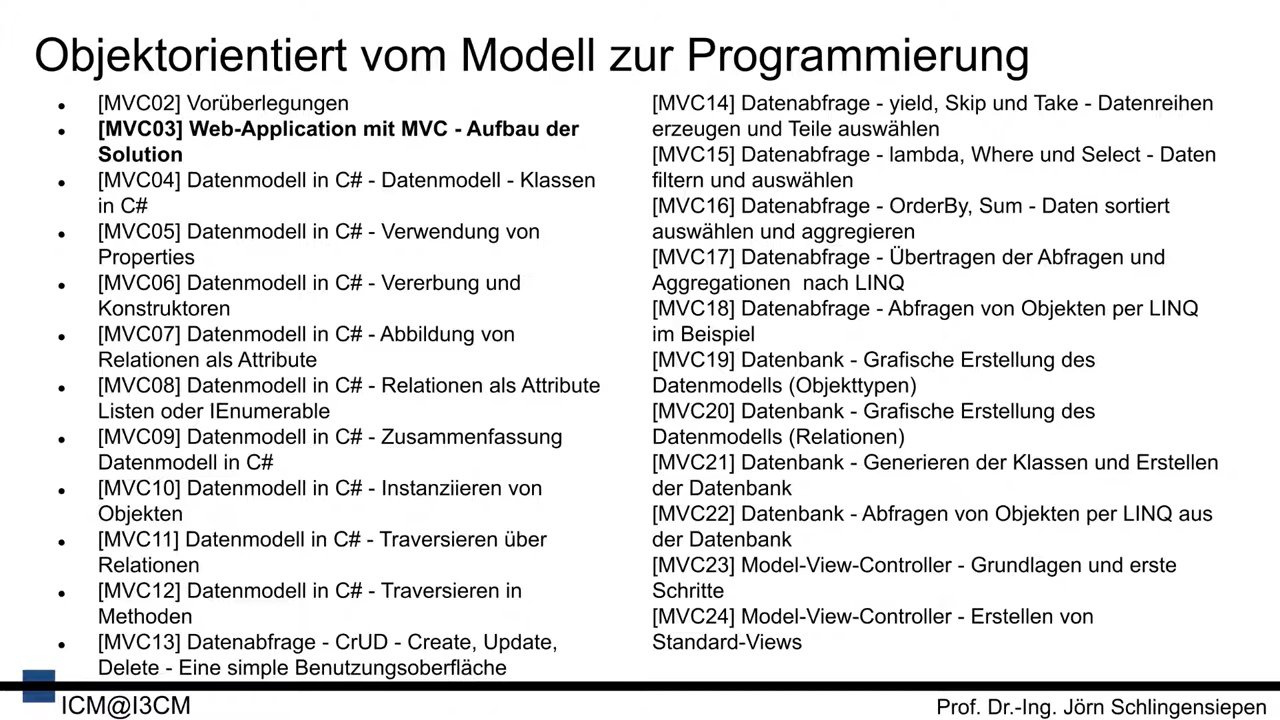 Objektorientiert vom Modell zur Programmierung
[MVC02] Vorüberlegungen
[MVC03] Web-Application mit MVC - Aufbau der
Solution
[MVC04] Datenmodell in C# - Datenmodell - Klassen
in C#
[MVC05] Datenmodell in C# - Verwendung von
Properties
[MVC06] Datenmodell in C# - Vererbung und
Konstruktoren
[MVC07] Datenmodell in C# - Abbildung von
Relationen als Attribute
[MVC08] Datenmodell in C# - Relationen als Attribute
Listen oder IEnumerable
[MVC09] Datenmodell in C# - Zusammenfassung
Datenmodell in C#
[MVC10] Datenmodell in C# - Instanziieren von
Objekten
[MVC11] Datenmodell in C# - Traversieren über
Relationen
[MVC12] Datenmodell in C# - Traversieren in
Methoden
[MVC13] Datenabfrage - CrUD - Create, Update,
Delete - Eine simple Benutzungsoberfläche
[MVC14] Datenabfrage - yield, Skip und Take - Datenreihen
erzeugen und Teile auswählen
[MVC15] Datenabfrage - lambda, Where und Select - Daten
filtern und auswählen
[MVC16] Datenabfrage - OrderBy, Sum - Daten sortiert
auswählen und aggregieren
[MVC17] Datenabfrage - Übertragen der Abfragen und
Aggregationen  nach LINQ
[MVC18] Datenabfrage - Abfragen von Objekten per LINQ
im Beispiel
[MVC19] Datenbank - Grafische Erstellung des
Datenmodells (Objekttypen)
[MVC20] Datenbank - Grafische Erstellung des
Datenmodells (Relationen)
[MVC21] Datenbank - Generieren der Klassen und Erstellen
der Datenbank
[MVC22] Datenbank - Abfragen von Objekten per LINQ aus
der Datenbank
[MVC23] Model-View-Controller - Grundlagen und erste
Schritte
[MVC24] Model-View-Controller - Erstellen von
Standard-Views
ICM@I3CM
Prof. Dr.-Ing. Jörn Schlingensiepen